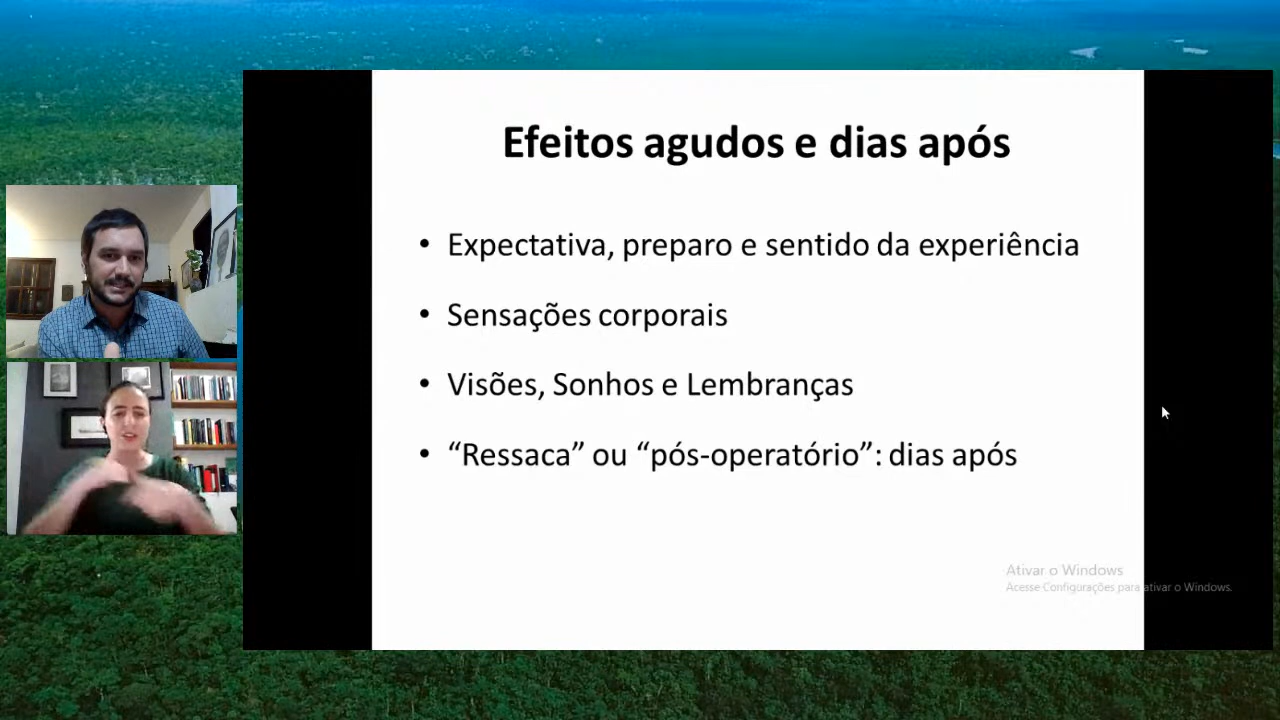 Efeitos agudos e dias após
• Expectativa, preparo e sentido da experiência
• Sensações corporais
• Visões, Sonhos e Lembranças
• “Ressaca” ou “pós-operatório”: dias após
Ativar o Windows
Acesse Configurações para ativar o Windows.